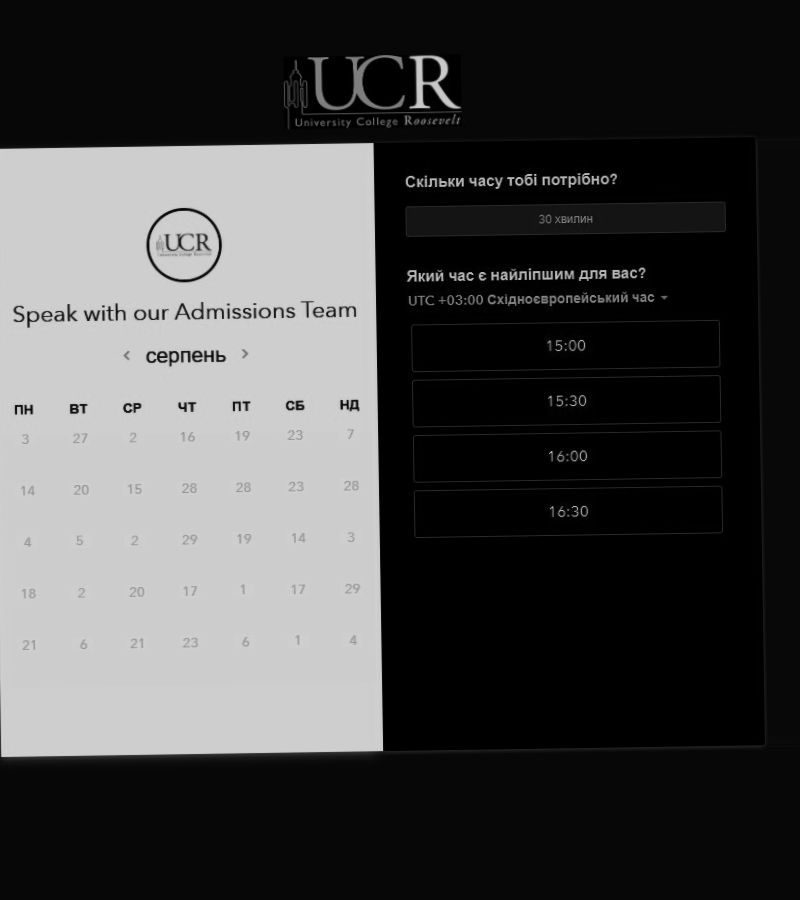 UCR
University College Roosevelt
UCR
University College Roosevelt
Speak with our Admissions Team
серпень
ПН ВТ СР ЧТ ПТ СБ НД
3 27 2 16 19 23 7
14 20 15 28 28 23 28
4 5 2 29 19 14 3
18 2 20 17 1 17 29
21 6 21 23 6 1 4
Скільки часу тобі потрібно?
30 хвилин
Який час є найліпшим для вас?
UTC +03:00 Східноєвропейський час
15:00
15:30
16:00
16:30